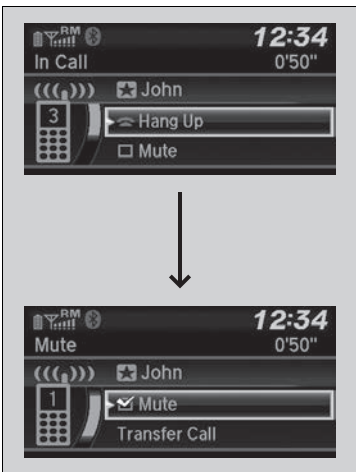 RM 12:34
In Call 0'50"
John
3 Hang Up
Mute
RM 12:34
Mute 0'50"
John
1 Mute
Transfer Call